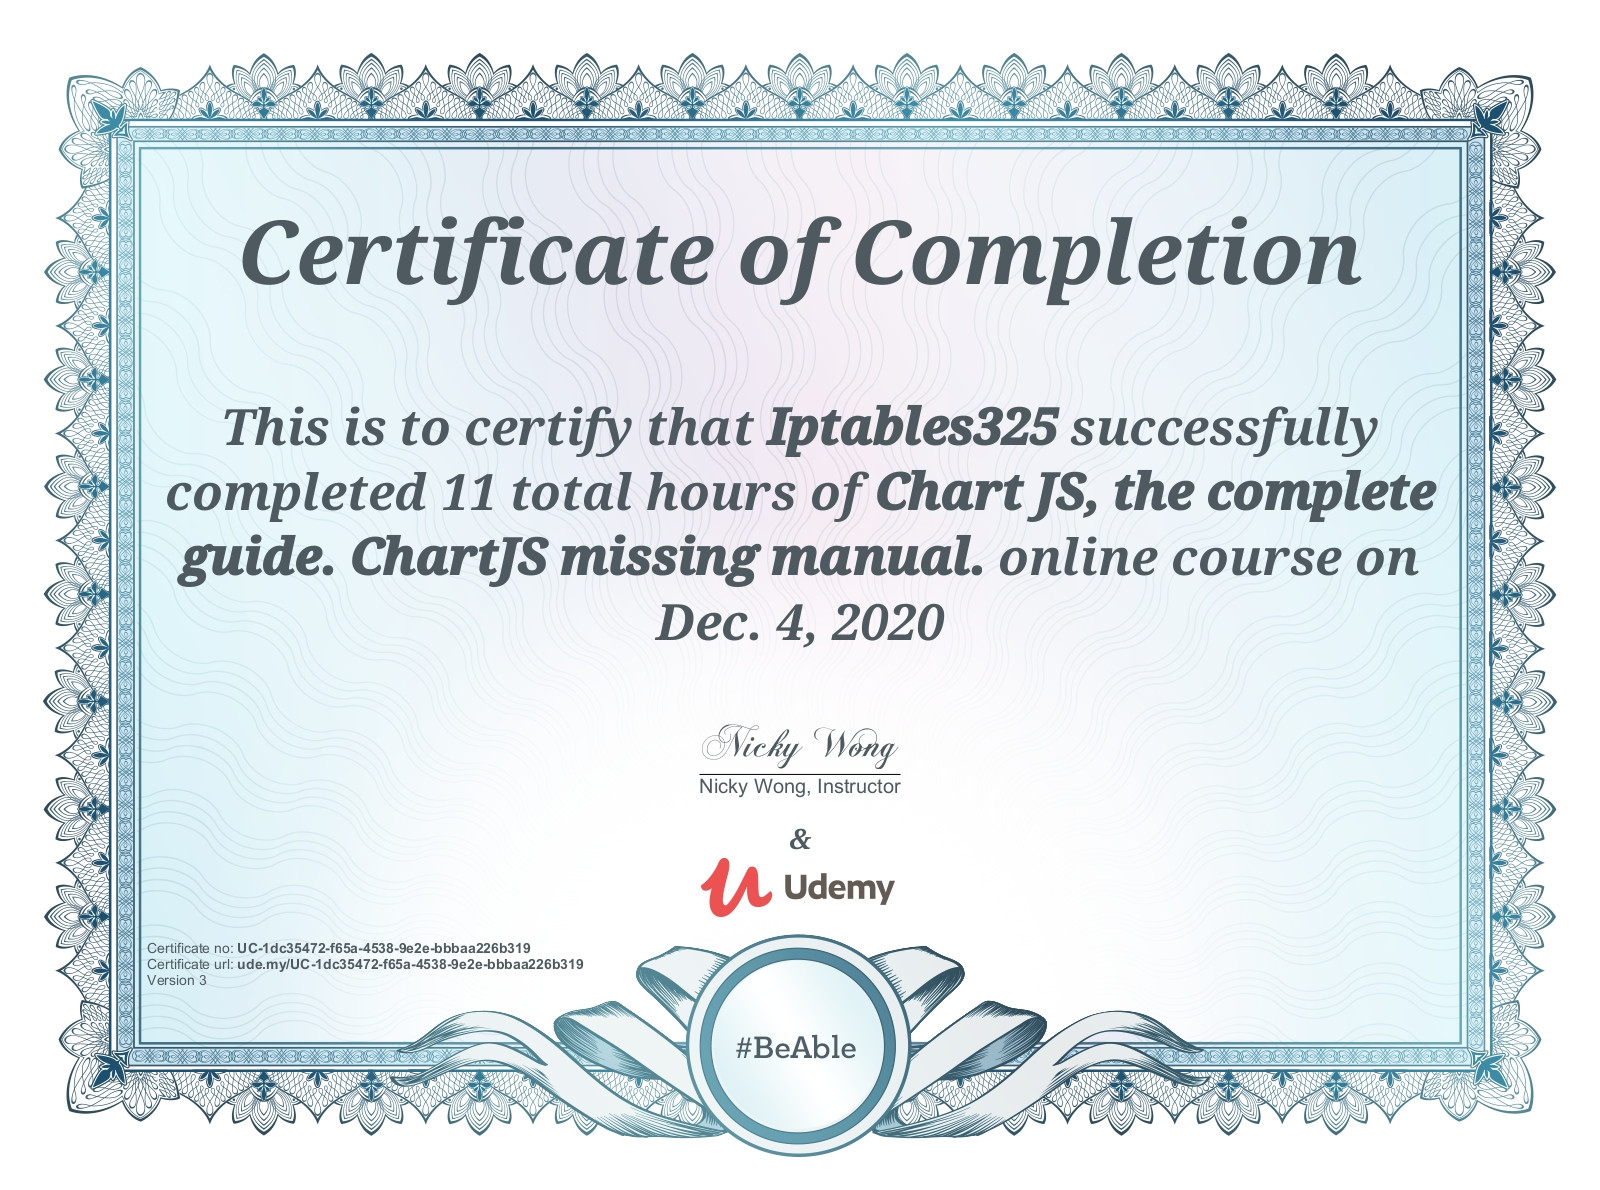 Certificate of Completion
This is to certify that Iptables325 successfully
completed 11 total hours of Chart JS, the complete
guide. ChartJS missing manual. online course on
Dec. 4, 2020
Nicky Wong
Nicky Wong, Instructor
&
Udemy
Certificate no: UC-1dc35472-f65a-4538-9e2e-bbbaa226b319
Certificate url: ude.my/UC-1dc35472-f65a-4538-9e2e-bbbaa226b319
Version 3
#BeAble